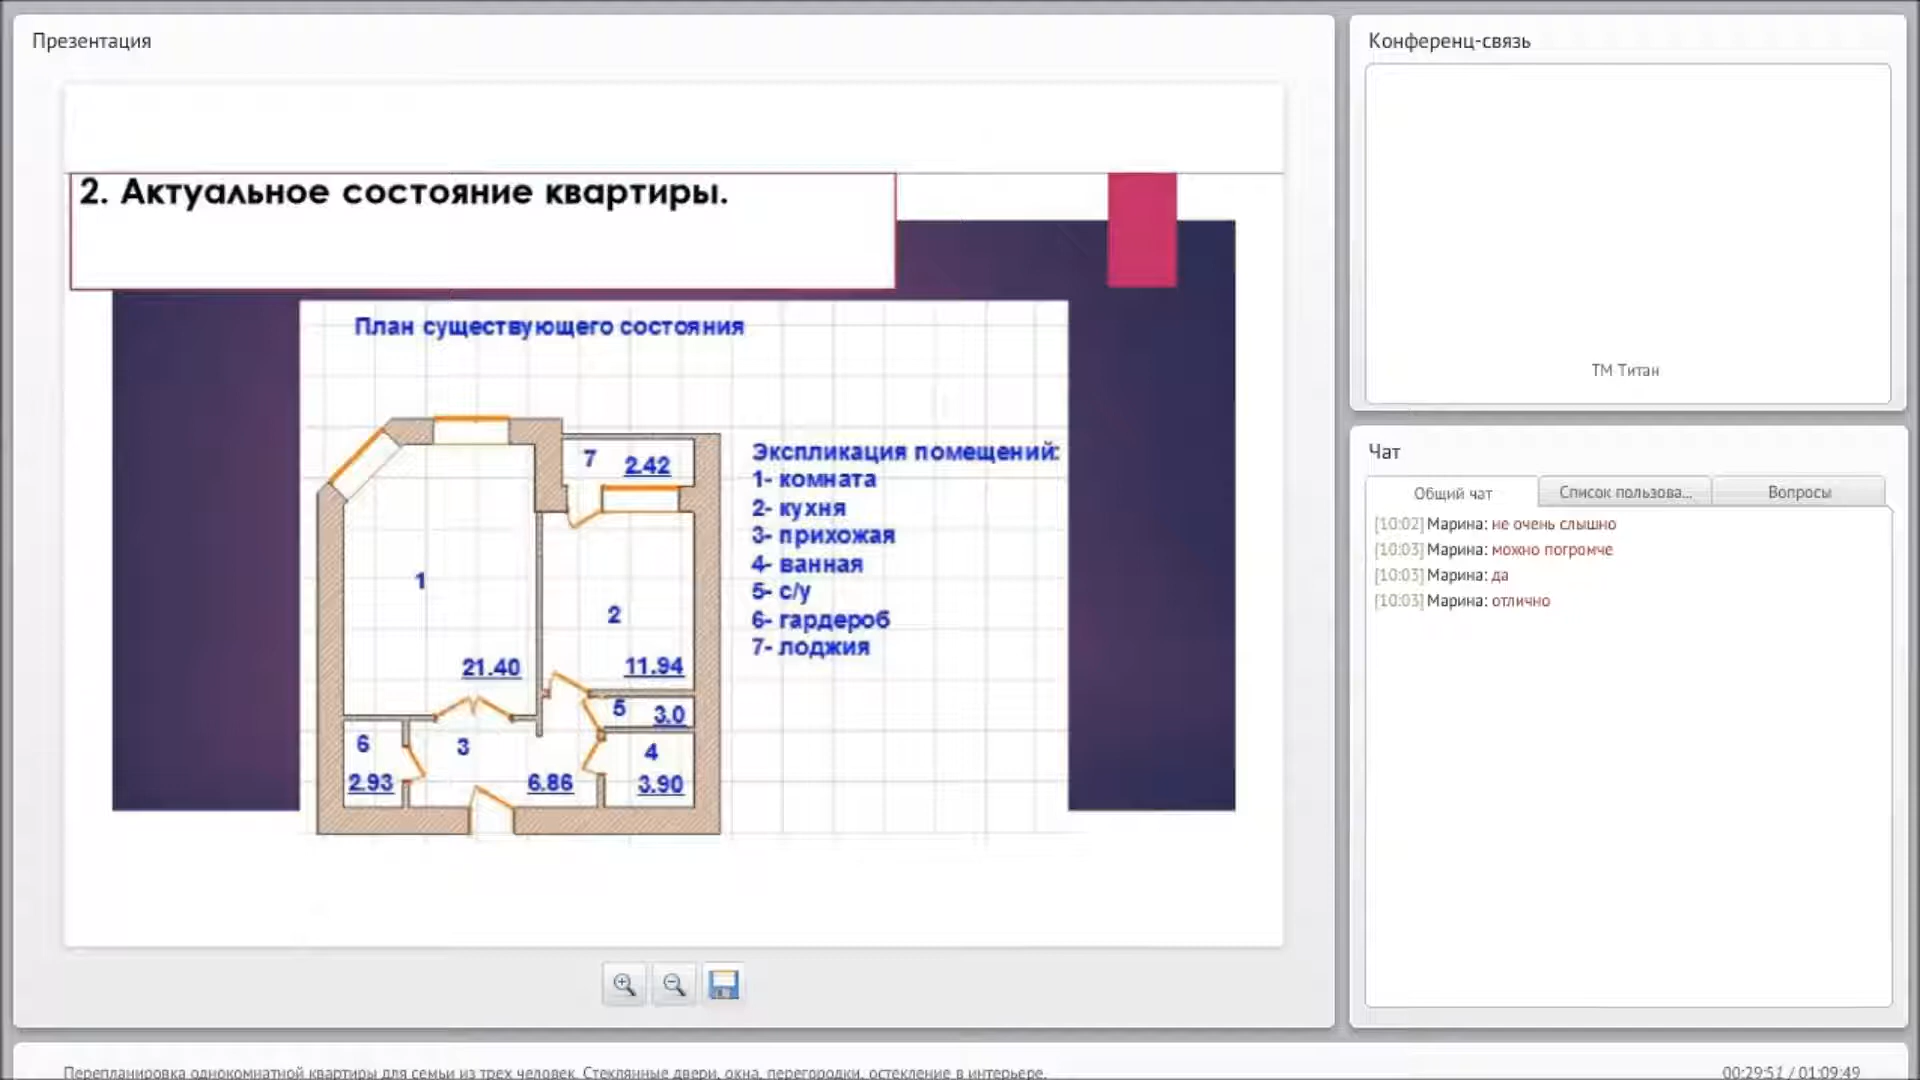 Презентация
2. Актуальное состояние квартиры.
План существующего состояния
7 2.42
1
21.40
2
11.94
5 3.0
6
2.93
3
6.86
4
3.90
Экспликация помещений:
1- комната
2- кухня
3- прихожая
4- ванная
5- с/у
6- гардероб
7- лоджия
Конференц-связь
ТМ Титан
Чат
Общий чат Список пользова... Вопросы
[10:02] Марина: не очень слышно
[10:03] Марина: можно погромче
[10:03] Марина: да
[10:03] Марина: отлично
Перепланировка однокомнатной квартиры для семьи из трех человек. Стеклянные двери, окна, перегородки, остекление в интерьере.
00:29:51 / 01:09:49